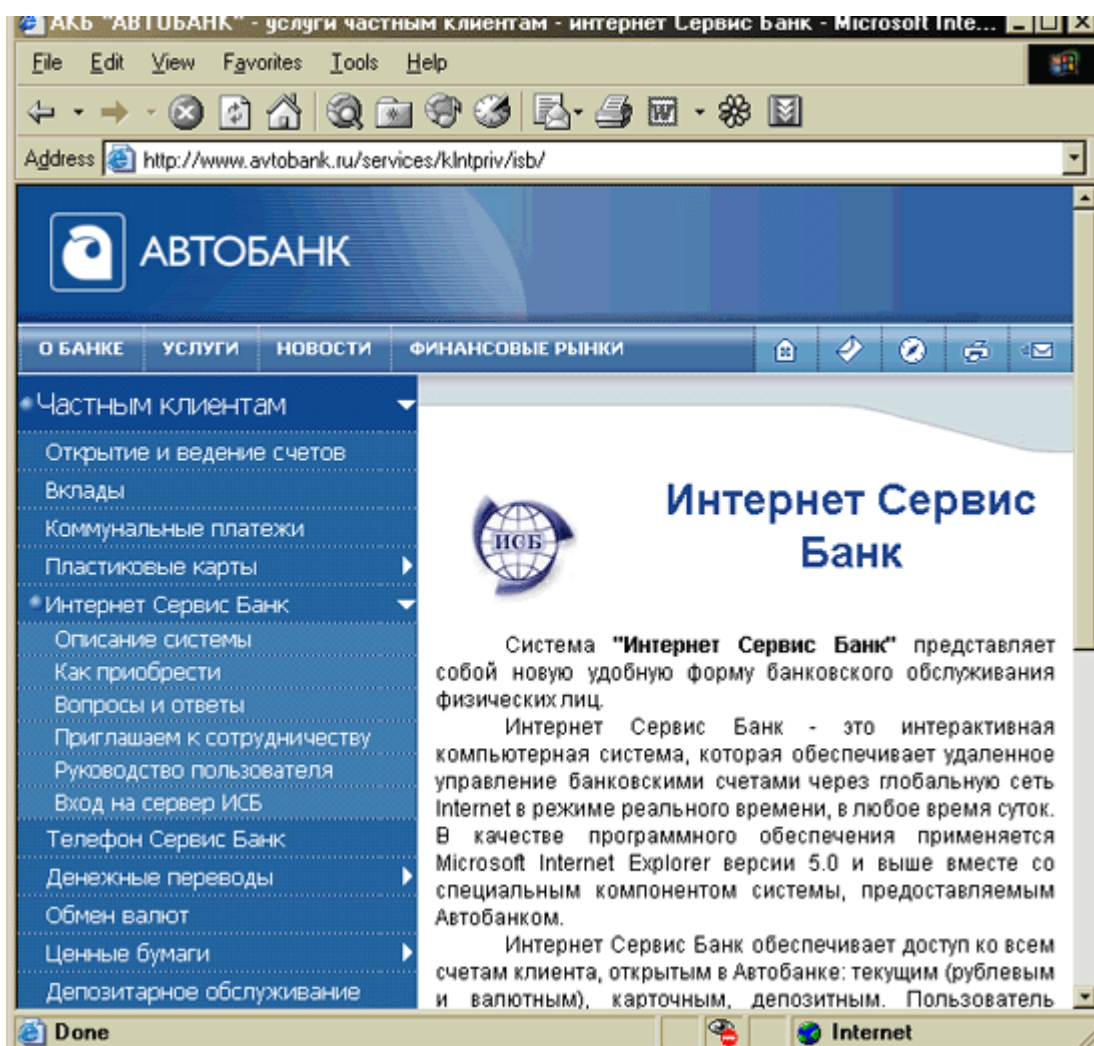 АКБ "АВТОБАНК" - услуги частным клиентам - интернет Сервис Банк - Microsoft Inte...
File Edit View Favorites Tools Help
Address http://www.avtobank.ru/services/klntpriv/isb/
АВТОБАНК
О БАНКЕ УСЛУГИ НОВОСТИ ФИНАНСОВЫЕ РЫНКИ
Частным клиентам
Открытие и ведение счетов
Вклады
Коммунальные платежи
Пластиковые карты
Интернет Сервис Банк
Описание системы
Как приобрести
Вопросы и ответы
Приглашаем к сотрудничеству
Руководство пользователя
Вход на сервер ИСБ
Телефон Сервис Банк
Денежные переводы
Обмен валют
Ценные бумаги
Депозитарное обслуживание
ИСБ
Интернет Сервис
Банк
Система "Интернет Сервис Банк" представляет
собой новую удобную форму банковского обслуживания
физических лиц.
Интернет Сервис Банк - это интерактивная
компьютерная система, которая обеспечивает удаленное
управление банковскими счетами через глобальную сеть
Internet в режиме реального времени, в любое время суток.
В качестве программного обеспечения применяется
Microsoft Internet Explorer версии 5.0 и выше вместе со
специальным компонентом системы, предоставляемым
Автобанком.
Интернет Сервис Банк обеспечивает доступ ко всем
счетам клиента, открытым в Автобанке: текущим (рублевым
и валютным), карточным, депозитным. Пользователь
Done Internet